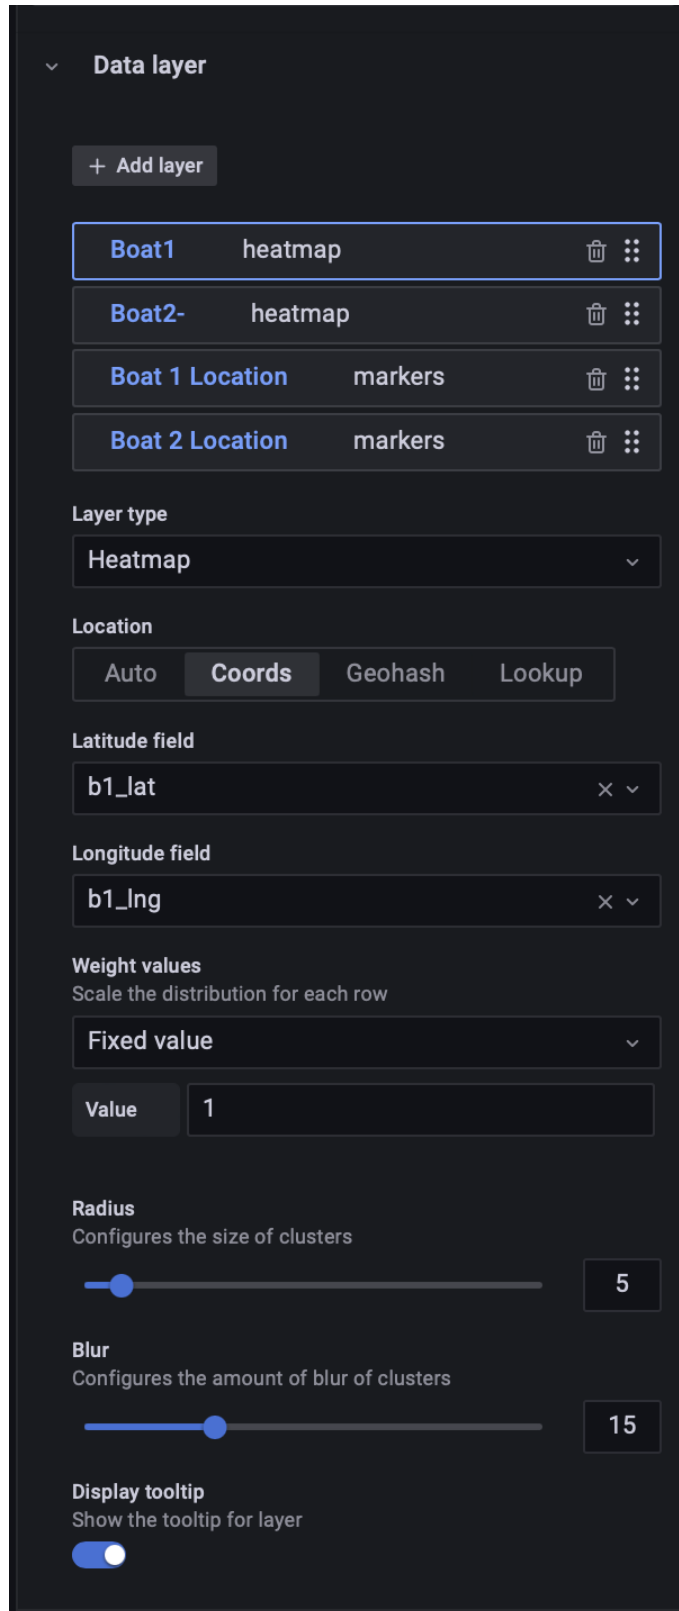 Data layer
+ Add layer
Boat1 heatmap
Boat2- heatmap
Boat 1 Location markers
Boat 2 Location markers
Layer type
Heatmap
Location
Auto Coords Geohash Lookup
Latitude field
b1_lat
Longitude field
b1_lng
Weight values
Scale the distribution for each row
Fixed value
Value 1
Radius
Configures the size of clusters
5
Blur
Configures the amount of blur of clusters
15
Display tooltip
Show the tooltip for layer